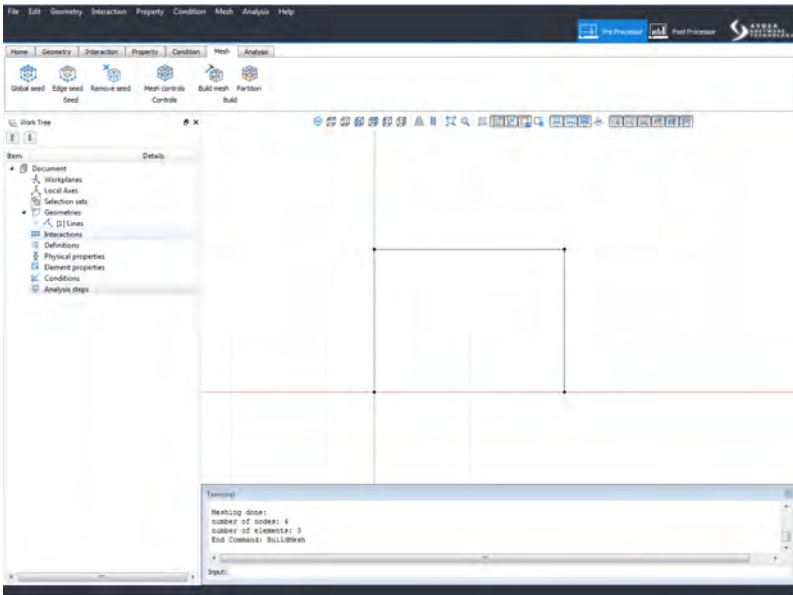 File Edit Geometry Interaction Property Condition Mesh Analysis Help
Pre Processor Post Processor
ASDEA SOFTWARE TECHNOLOGY
Home Geometry Interaction Property Condition Mesh Analysis
Global seed Edge seed Remove seed Mesh controls Build mesh Partition
Seed Controls Build
Work Tree
Item Details
Document
Workplanes
Local Axes
Selection sets
Geometries
[1] Lines
Interactions
Definitions
Physical properties
Element properties
Conditions
Analysis steps
Terminal
Meshing done:
number of nodes: 4
number of elements: 3
End Command: BuildMesh
Input: